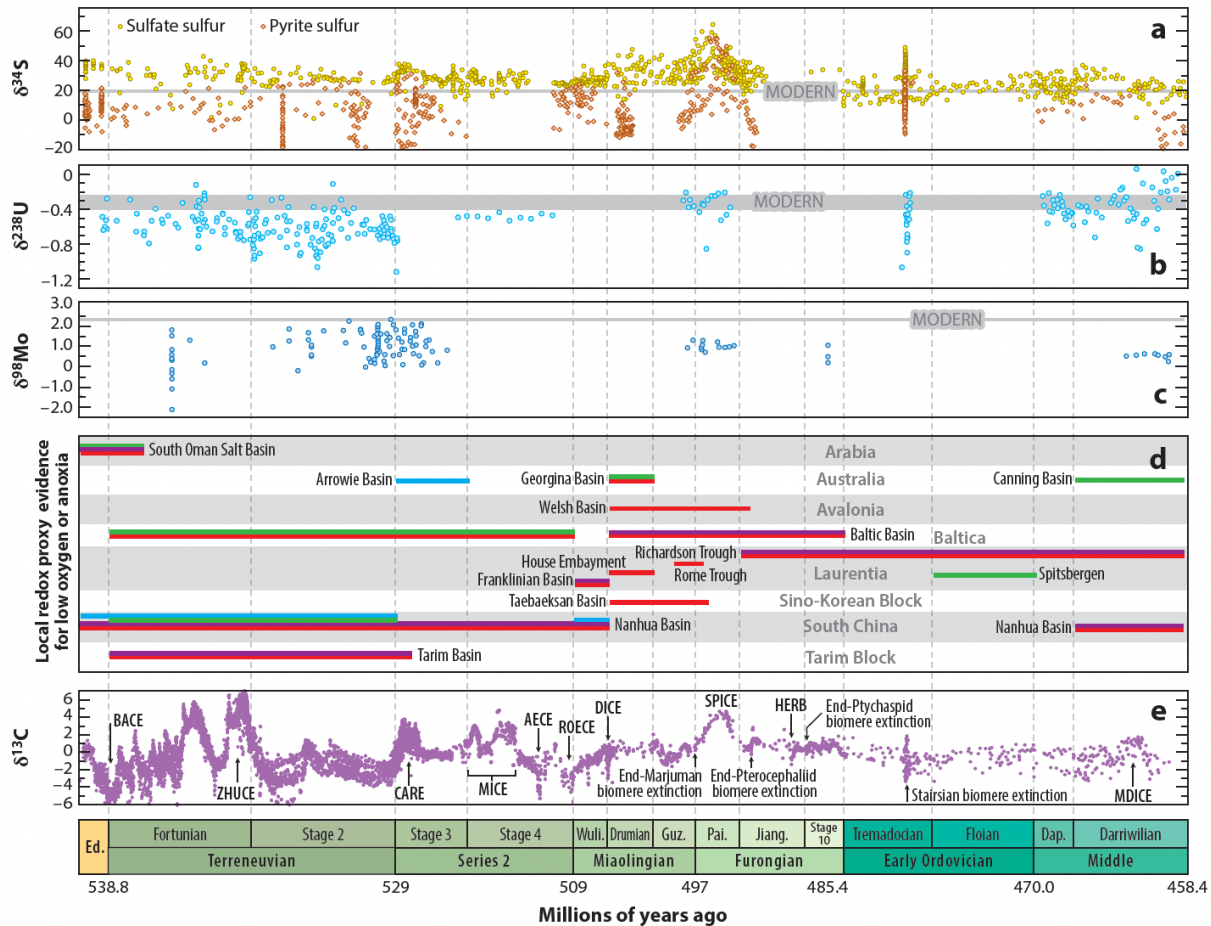 Sulfate sulfur
Pyrite sulfur
a
δ³⁴S
60
40
20
0
−20
MODERN
b
δ²³⁸U
0
−0.4
−0.8
−1.2
MODERN
c
δ⁹⁸Mo
3.0
2.0
1.0
0.0
−1.0
−2.0
MODERN
d
Local redox proxy evidence
for low oxygen or anoxia
South Oman Salt Basin
Arabia
Arrowie Basin
Georgina Basin
Australia
Canning Basin
Welsh Basin
Avalonia
Baltic Basin
Baltica
Richardson Trough
House Embayment
Rome Trough
Franklinian Basin
Laurentia
Spitsbergen
Taebaeksan Basin
Sino-Korean Block
Nanhua Basin
South China
Nanhua Basin
Tarim Basin
Tarim Block
e
δ¹³C
6
4
2
0
−2
−4
−6
BACE
ZHUCE
CARE
MICE
AECE
ROECE
DICE
End-Marjuman
biomere extinction
SPICE
End-Pterocephaliid
biomere extinction
HERB
End-Ptychaspid
biomere extinction
Stairsian biomere extinction
MDICE
Ed.
Fortunian
Stage 2
Stage 3
Stage 4
Wuli.
Drumian
Guz.
Pai.
Jiang.
Stage
10
Tremadocian
Floian
Dap.
Darriwilian
Terreneuvian
Series 2
Miaolingian
Furongian
Early Ordovician
Middle
538.8
529
509
497
485.4
470.0
458.4
Millions of years ago